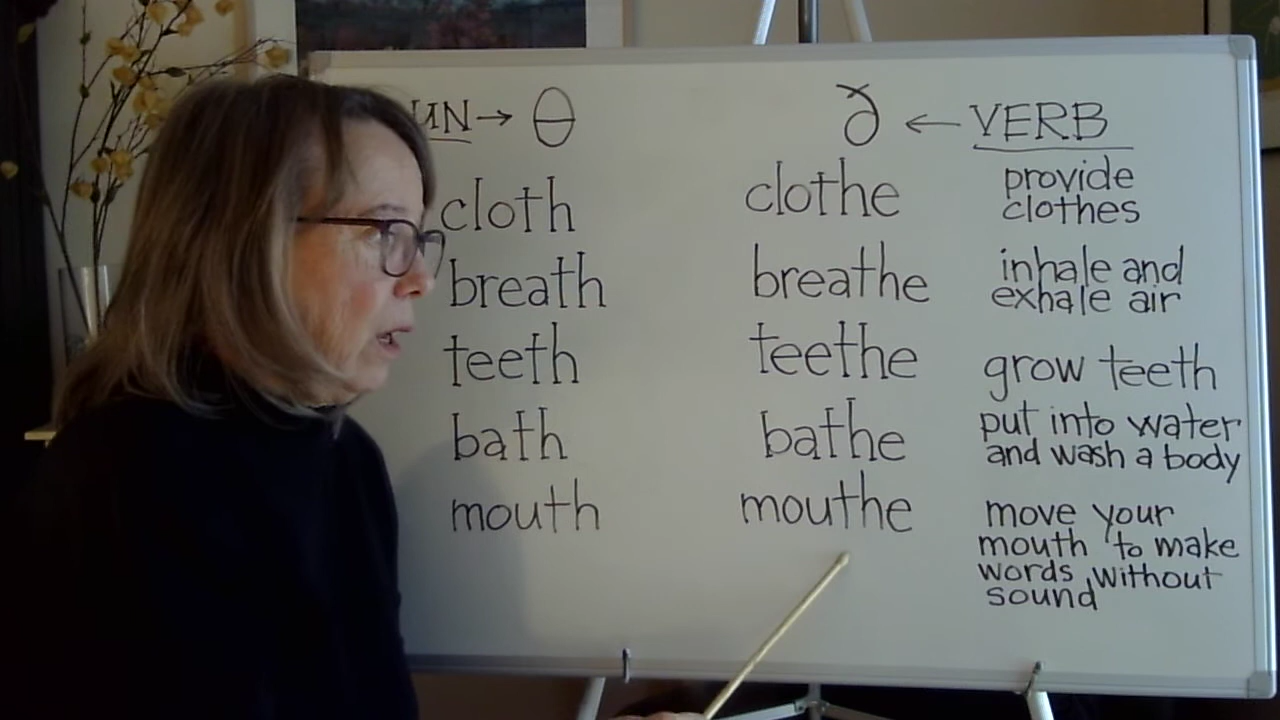 UN → θ ð ← VERB
cloth clothe provide clothes
breath breathe inhale and exhale air
teeth teethe grow teeth
bath bathe put into water and wash a body
mouth mouthe move your mouth to make words without sound